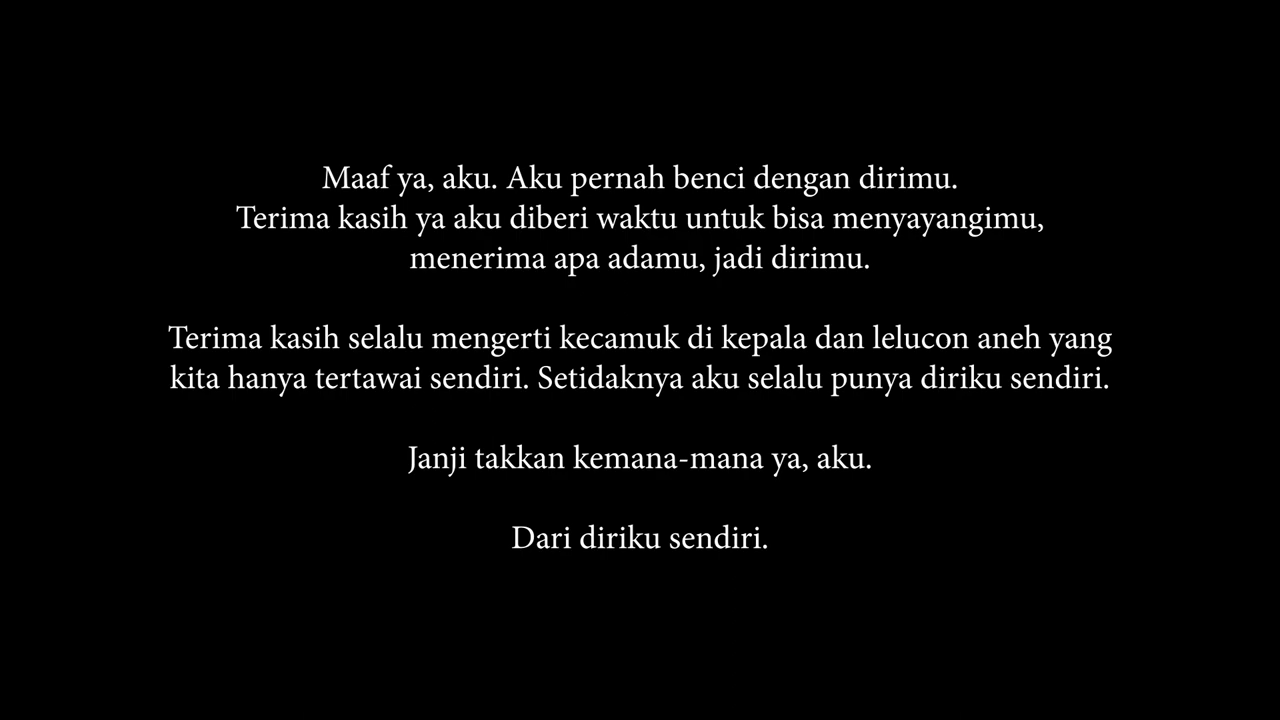 Maaf ya, aku. Aku pernah benci dengan dirimu.
Terima kasih ya aku diberi waktu untuk bisa menyayangimu,
menerima apa adamu, jadi dirimu.
Terima kasih selalu mengerti kecamuk di kepala dan lelucon aneh yang
kita hanya tertawai sendiri. Setidaknya aku selalu punya diriku sendiri.
Janji takkan kemana-mana ya, aku.
Dari diriku sendiri.